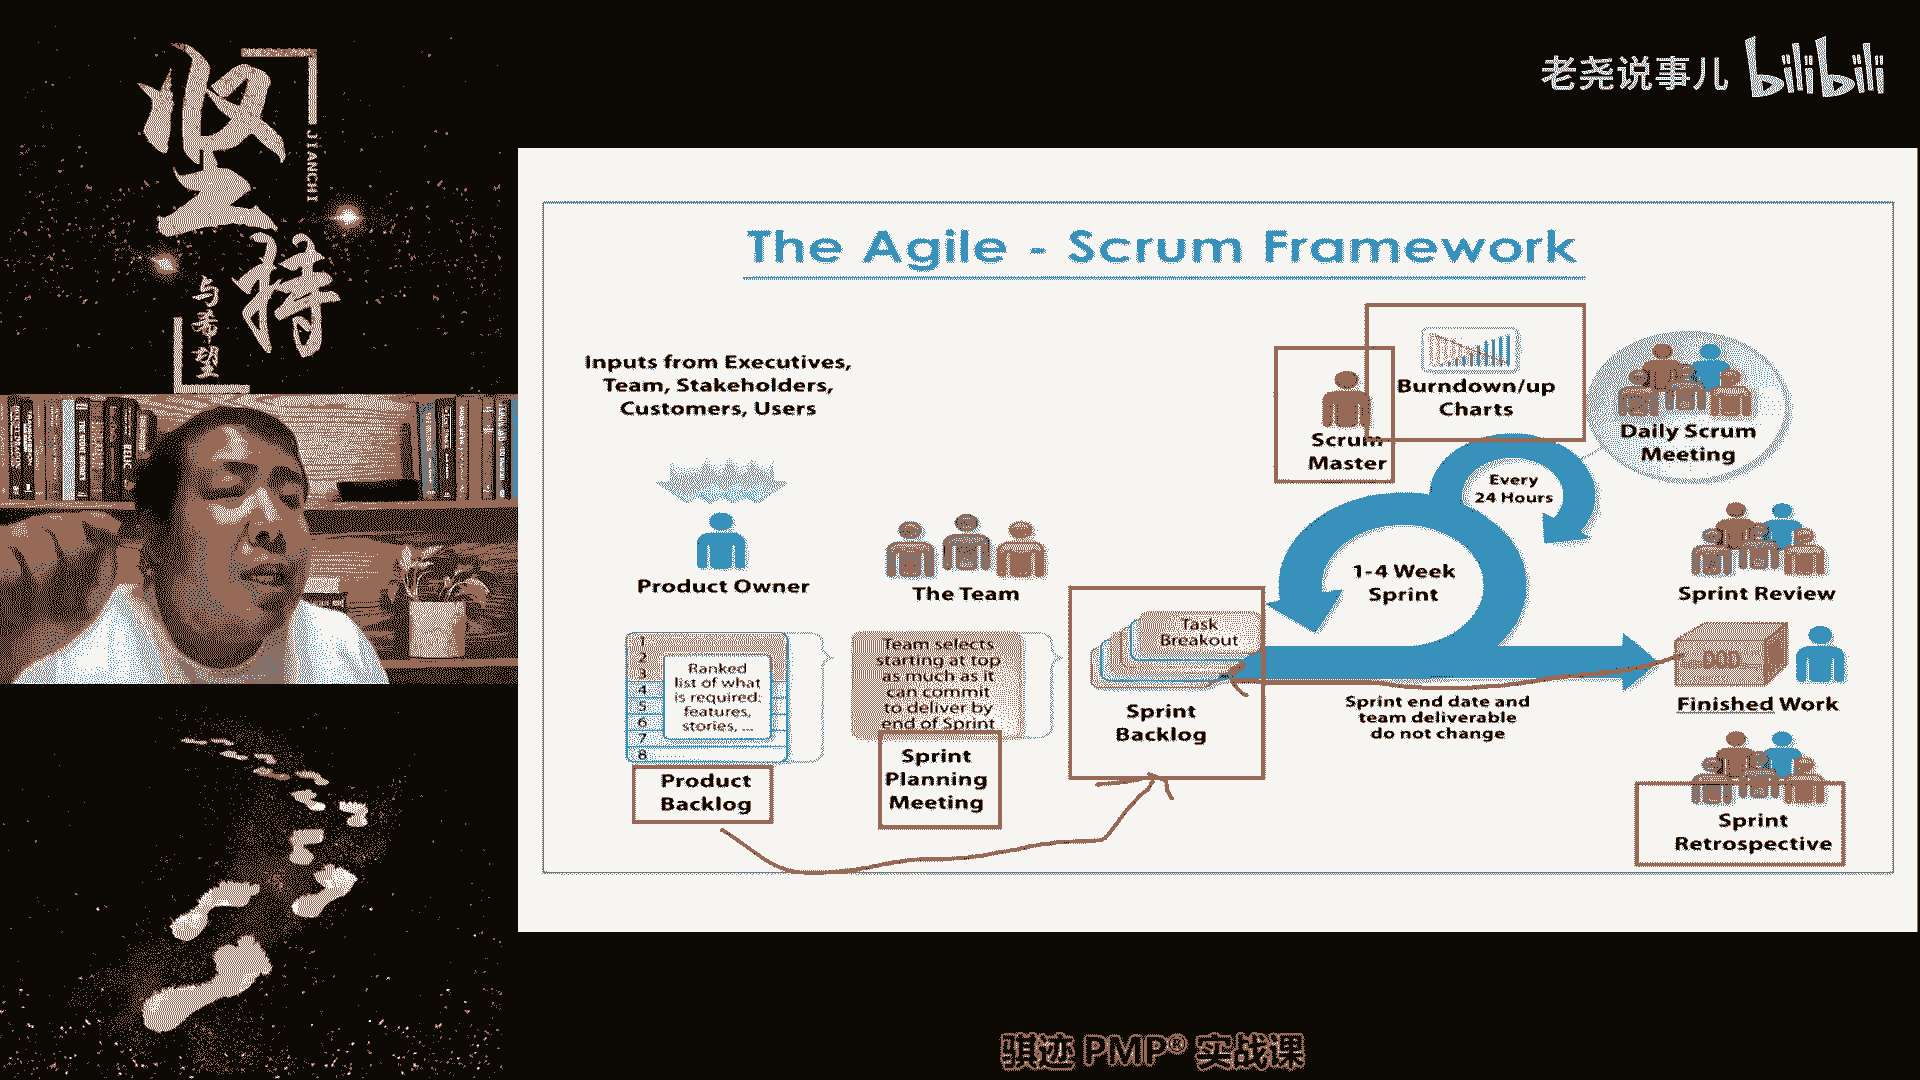 坚持
JIANCHI
与希望
老尧说事儿 bilibili
The Agile - Scrum Framework
Inputs from Executives,
Team, Stakeholders,
Customers, Users
Product Owner
The Team
1
2
3
4
5
6
7
8
Ranked
list of what
is required:
features,
stories, ...
Product
Backlog
Team selects
starting at top
as much as it
can commit
to deliver by
end of Sprint
Sprint
Planning
Meeting
Task
Breakout
Sprint
Backlog
Scrum
Master
Burndown/up
Charts
Every
24 Hours
1-4 Week
Sprint
Sprint end date and
team deliverable
do not change
Daily Scrum
Meeting
Sprint Review
DOD
Finished Work
Sprint
Retrospective
骐迹 PMP® 实战课